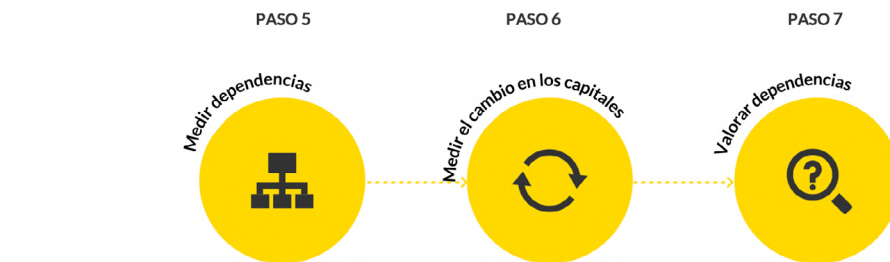 PASO 5
PASO 6
PASO 7
Medir dependencias
Medir el cambio en los capitales
Valorar dependencias
?